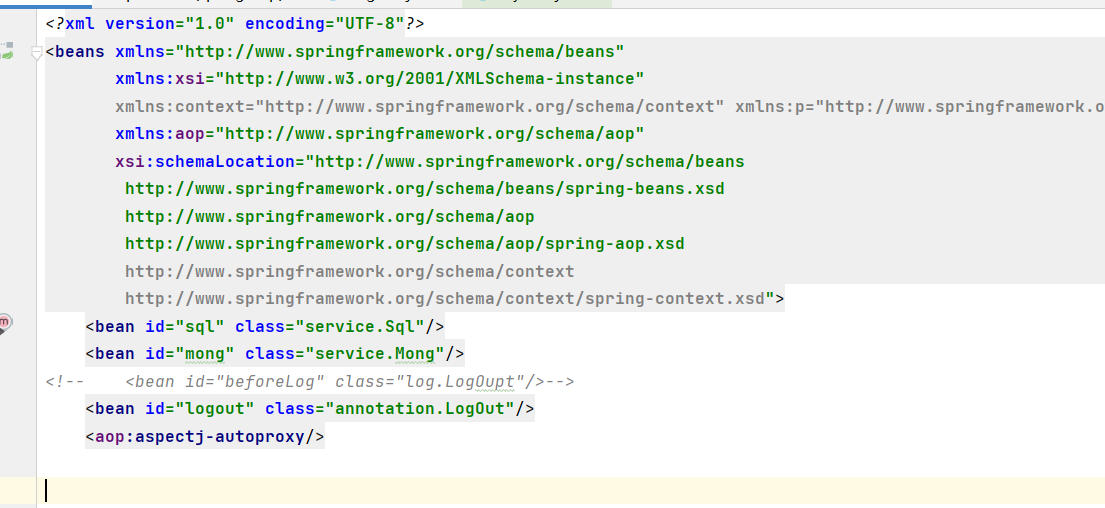 <?xml version="1.0" encoding="UTF-8"?>
<beans xmlns="http://www.springframework.org/schema/beans"
xmlns:xsi="http://www.w3.org/2001/XMLSchema-instance"
xmlns:context="http://www.springframework.org/schema/context" xmlns:p="http://www.springframework.o
xmlns:aop="http://www.springframework.org/schema/aop"
xsi:schemaLocation="http://www.springframework.org/schema/beans
http://www.springframework.org/schema/beans/spring-beans.xsd
http://www.springframework.org/schema/aop
http://www.springframework.org/schema/aop/spring-aop.xsd
http://www.springframework.org/schema/context
http://www.springframework.org/schema/context/spring-context.xsd">
<bean id="sql" class="service.Sql"/>
<bean id="mong" class="service.Mong"/>
<!-- <bean id="beforeLog" class="log.LogOupt"/>-->
<bean id="logout" class="annotation.LogOut"/>
<aop:aspectj-autoproxy/>